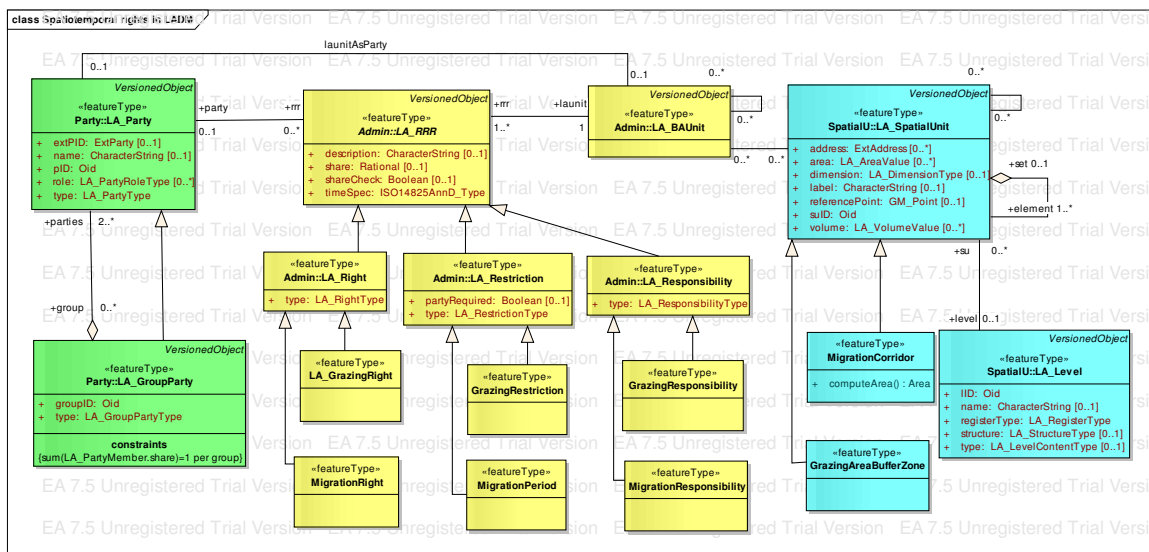 class Spatiotemporal rights in LADM
EA 7.5 Unregistered Trial Version
launitAsParty
0..1
0..1
0..*
0..*
0..*
0..*
VersionedObject
«featureType»
Party::LA_Party
+ extPID: ExtParty [0..1]
+ name: CharacterString [0..1]
+ pID: Oid
+ role: LA_PartyRoleType [0..*]
+ type: LA_PartyType
+party
0..1
+rrr
0..*
VersionedObject
«featureType»
Admin::LA_RRR
+ description: CharacterString [0..1]
+ share: Rational [0..1]
+ shareCheck: Boolean [0..1]
+ timeSpec: ISO14825AnnD_Type
+rrr
1..*
+launit
1
VersionedObject
«featureType»
Admin::LA_BAUnit
0..*
0..*
VersionedObject
«featureType»
SpatialU::LA_SpatialUnit
+ address: ExtAddress [0..*]
+ area: LA_AreaValue [0..*]
+ dimension: LA_DimensionType [0..1]
+ label: CharacterString [0..1]
+ referencePoint: GM_Point [0..1]
+ suID: Oid
+ volume: LA_VolumeValue [0..*]
+set 0..1
+element 1..*
+su
0..*
+parties
2..*
+group
0..*
«featureType»
Admin::LA_Right
+ type: LA_RightType
«featureType»
Admin::LA_Restriction
+ partyRequired: Boolean [0..1]
+ type: LA_RestrictionType
«featureType»
Admin::LA_Responsibility
+ type: LA_ResponsibilityType
+level 0..1
VersionedObject
«featureType»
Party::LA_GroupParty
+ groupID: Oid
+ type: LA_GroupPartyType
constraints
{sum(LA_PartyMember.share)=1 per group}
«featureType»
LA_GrazingRight
«featureType»
GrazingRestriction
«featureType»
GrazingResponsibility
«featureType»
MigrationCorridor
+ computeArea() : Area
VersionedObject
«featureType»
SpatialU::LA_Level
+ lID: Oid
+ name: CharacterString [0..1]
+ registerType: LA_RegisterType
+ structure: LA_StructureType [0..1]
+ type: LA_LevelContentType [0..1]
«featureType»
MigrationRight
«featureType»
MigrationPeriod
«featureType»
MigrationResponsibility
«featureType»
GrazingAreaBufferZone